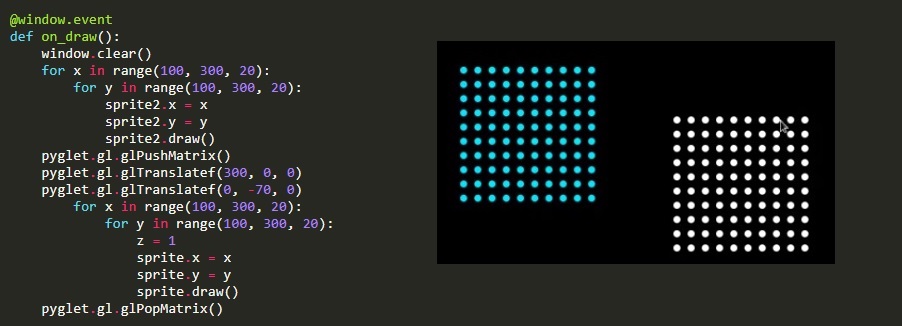 @window.event
def on_draw():
    window.clear()
    for x in range(100, 300, 20):
        for y in range(100, 300, 20):
            sprite2.x = x
            sprite2.y = y
            sprite2.draw()
    pyglet.gl.glPushMatrix()
    pyglet.gl.glTranslatef(300, 0, 0)
    pyglet.gl.glTranslatef(0, -70, 0)
        for x in range(100, 300, 20):
            for y in range(100, 300, 20):
                z = 1
                sprite.x = x
                sprite.y = y
                sprite.draw()
    pyglet.gl.glPopMatrix()